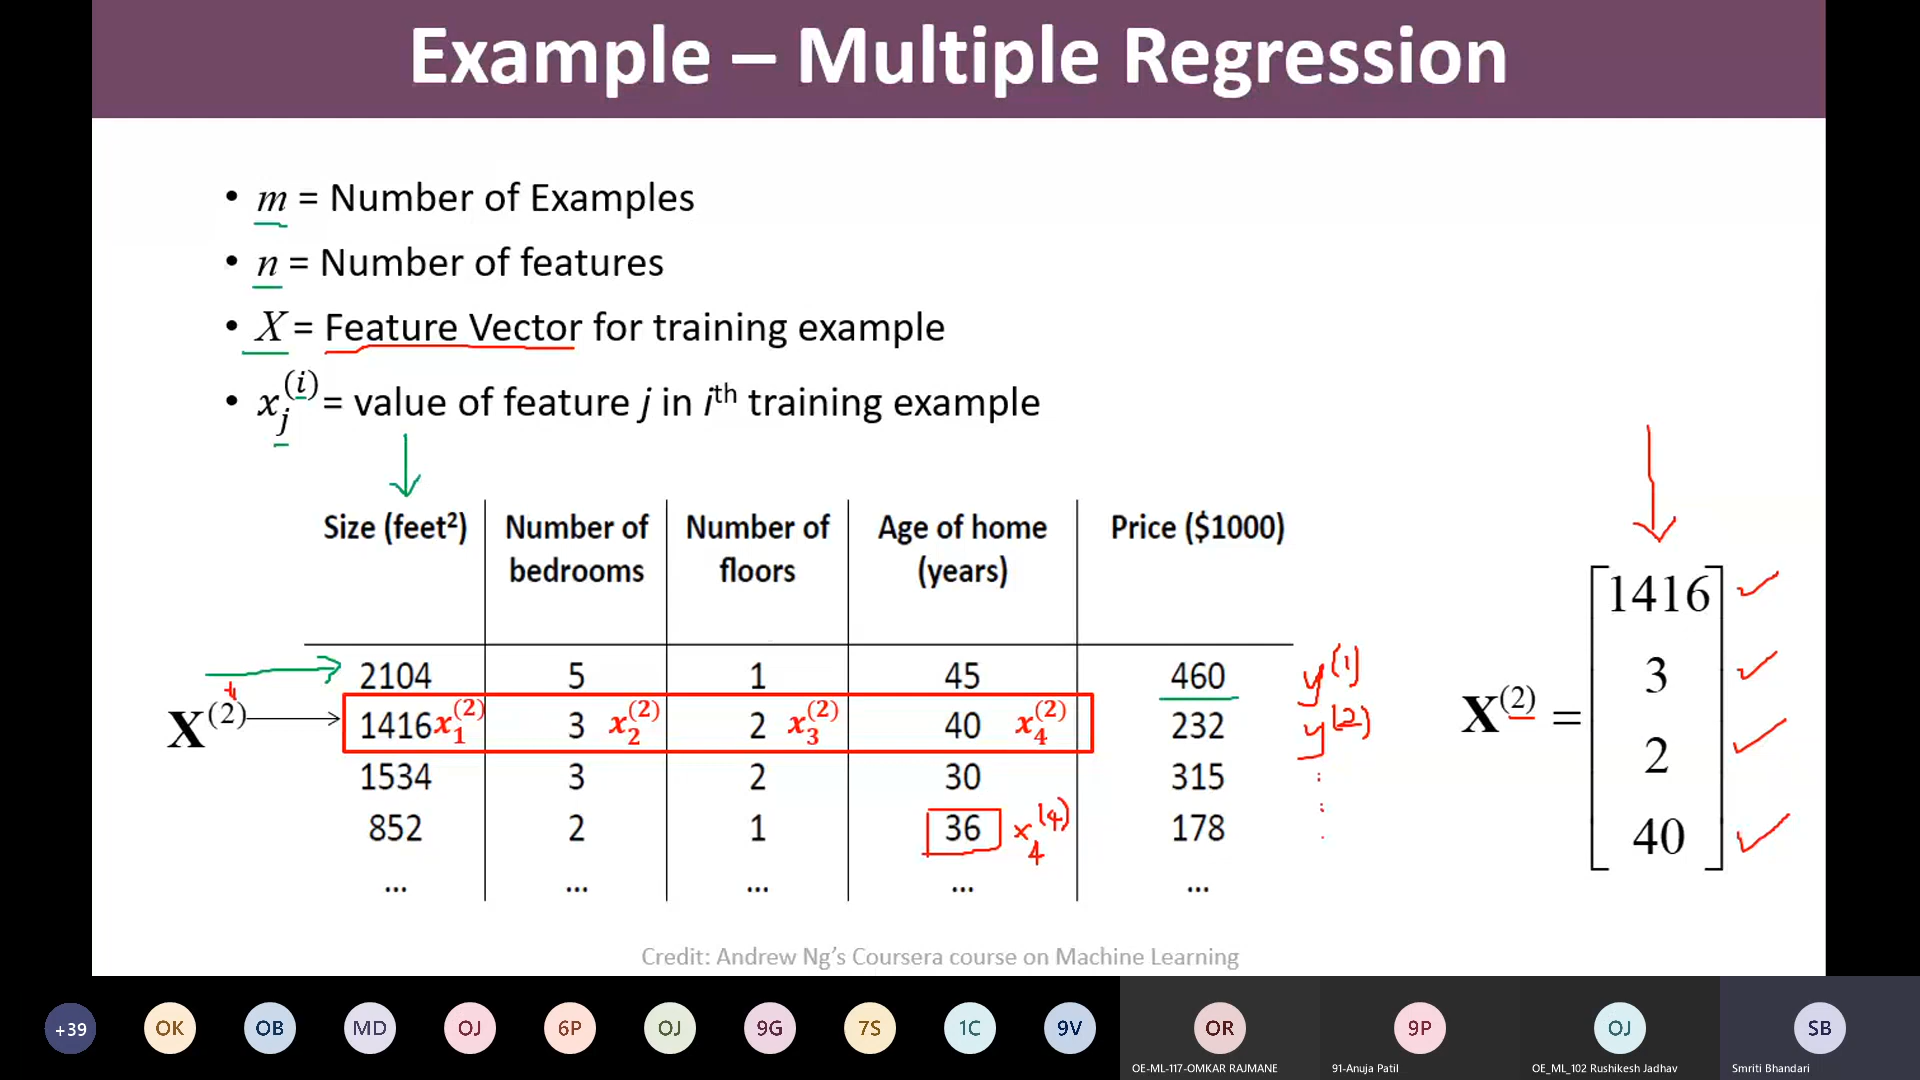 Example – Multiple Regression
• m = Number of Examples
• n = Number of features
• X = Feature Vector for training example
• x_j^(i) = value of feature j in i^th training example
Size (feet²) Number of bedrooms Number of floors Age of home (years) Price ($1000)
2104 5 1 45 460 y^(1)
X^(2) 1416 x_1^(2) 3 x_2^(2) 2 x_3^(2) 40 x_4^(2) 232 y^(2)
1534 3 2 30 315
852 2 1 36 x_4^(4) 178
... ... ... ... ...
X^(2) =
1416
3
2
40
Credit: Andrew Ng’s Coursera course on Machine Learning
+39 OK OB MD OJ 6P OJ 9G 7S 1C 9V OR 9P OJ SB
OE-ML-117-OMKAR RAJMANE 91-Anuja Patil OE_ML_102 Rushikesh Jadhav Smriti Bhandari